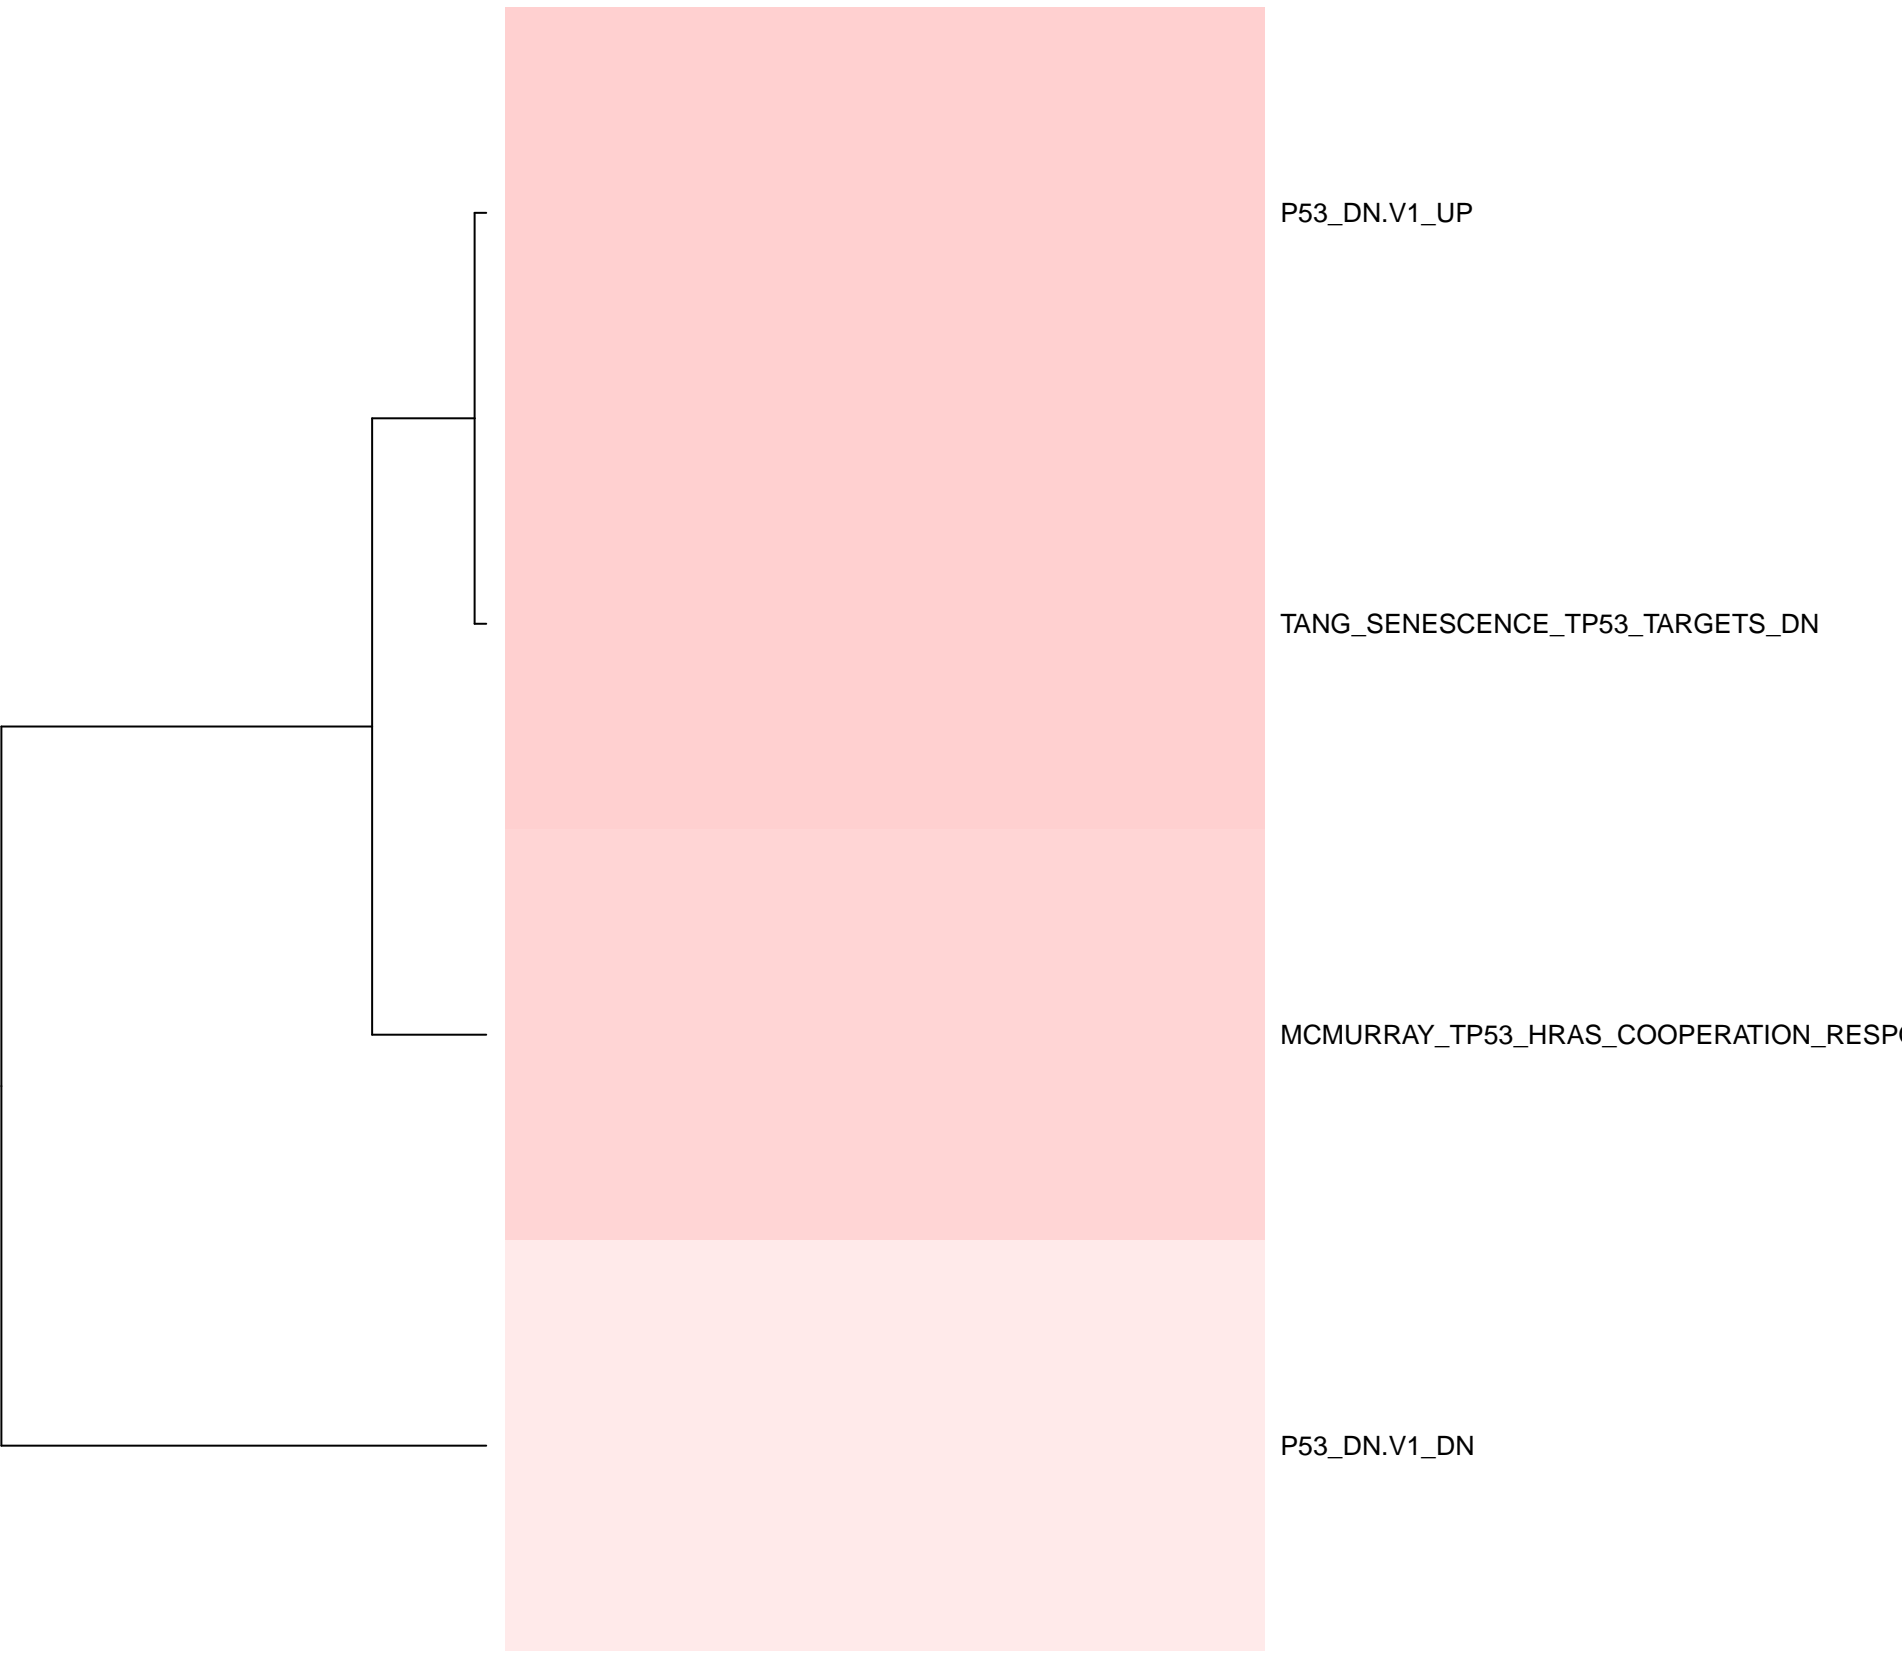 P53_DN.V1_UP
TANG_SENESCENCE_TP53_TARGETS_DN
MCMURRAY_TP53_HRAS_COOPERATION_RESP
P53_DN.V1_DN